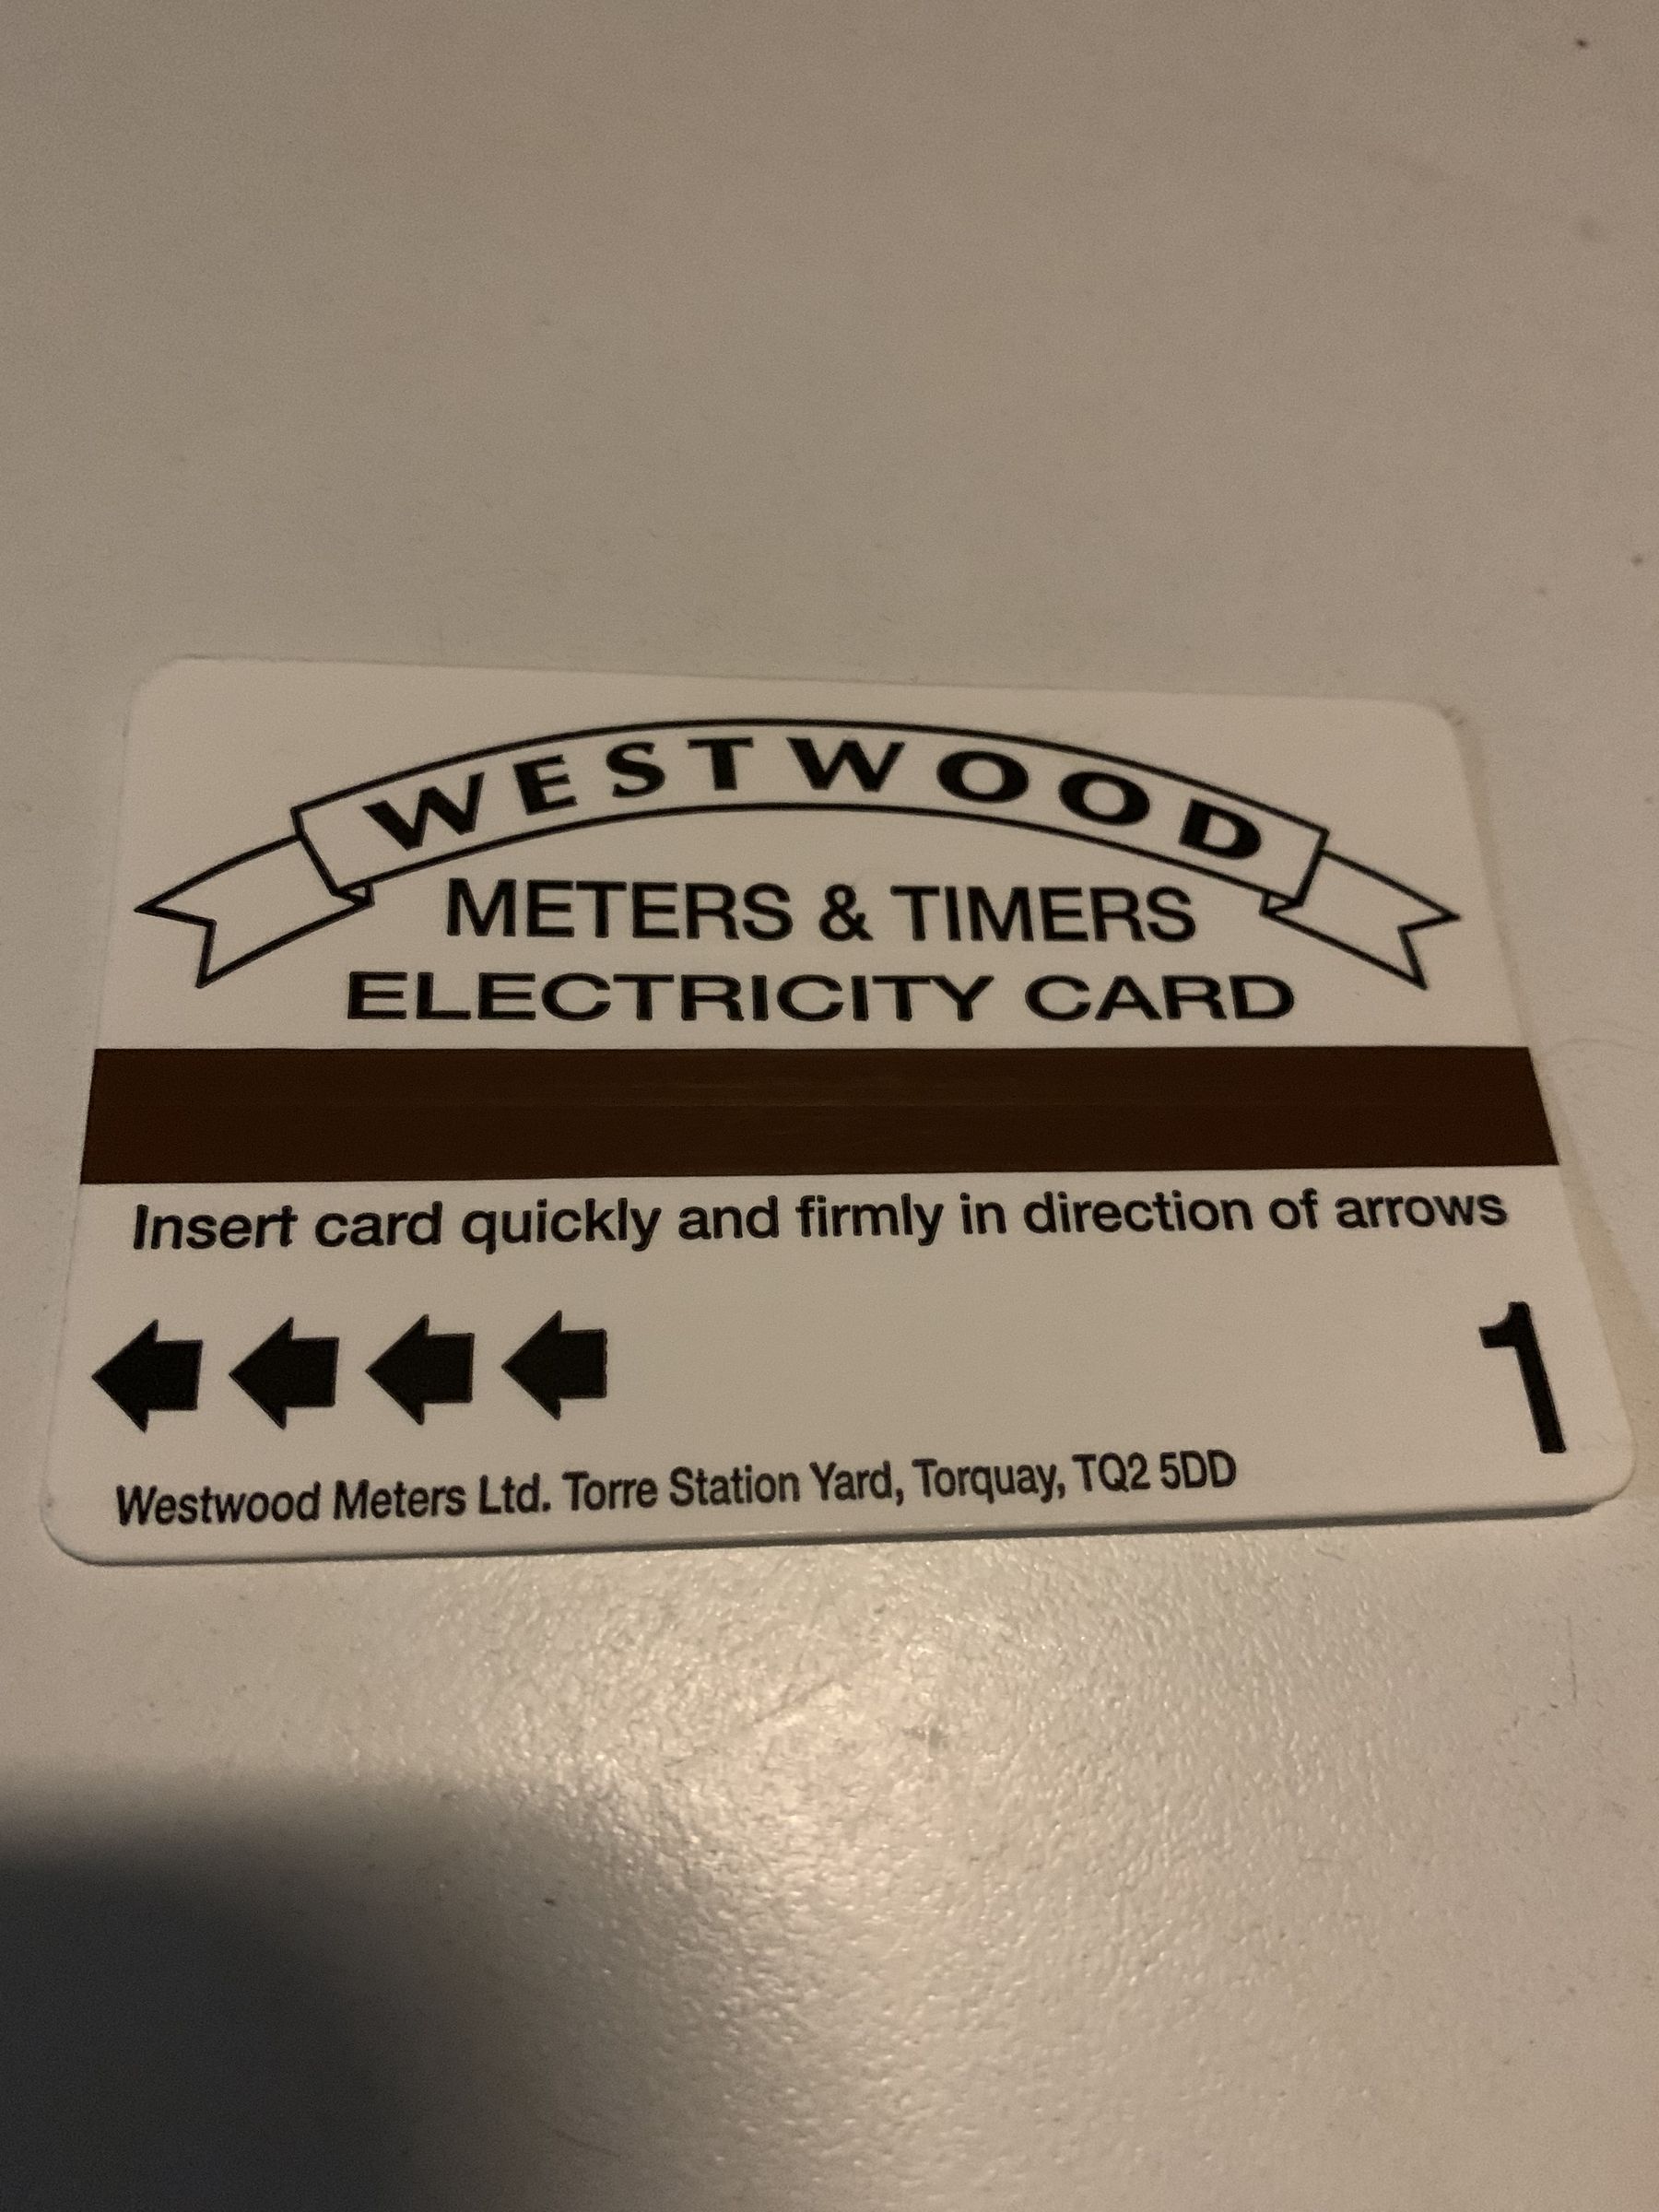 WESTWOOD
METERS & TIMERS
ELECTRICITY CARD
Insert card quickly and firmly in direction of arrows
1
Westwood Meters Ltd. Torre Station Yard, Torquay, TQ2 5DD